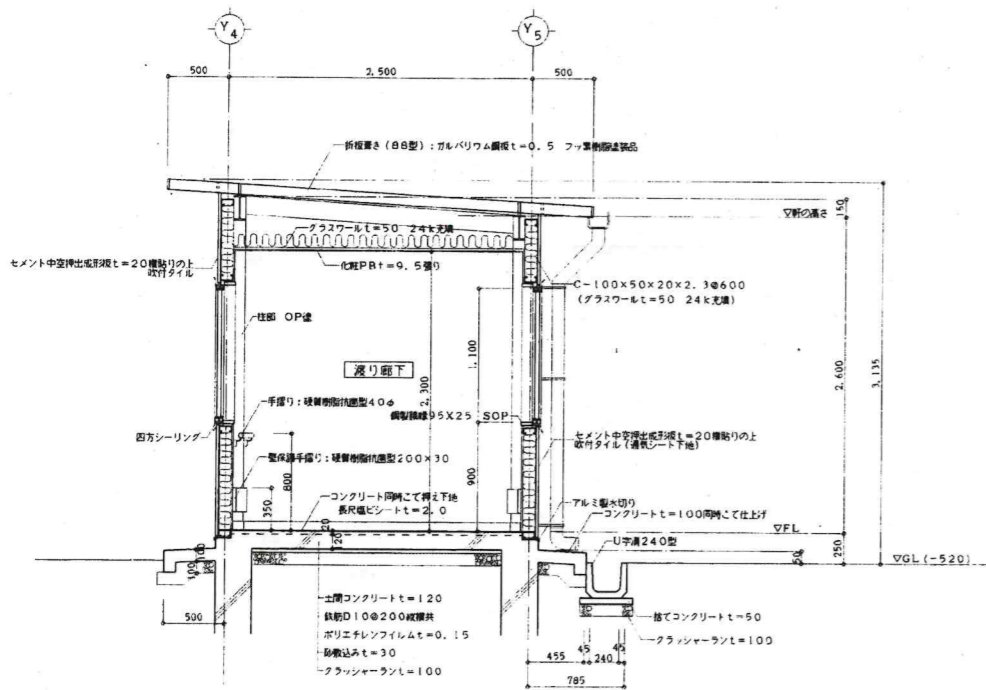 Y4
Y5
500
2,500
500
折板葺き(88型):ガルバリウム鋼板t=0.5 フッ素樹脂塗装品
▽軒の高さ
150
グラスウールt=50 24k充填
セメント中空押出成形板t=20横貼りの上
吹付タイル
化粧PBt=9.5張り
C-100×50×20×2.3@600
(グラスウールt=50 24k充填)
柱部 OP塗
1,100
渡り廊下
2,300
2,600
3,135
手摺り:硬質樹脂抗菌型40φ
鋼製額縁95X25 SOP
四方シーリング
セメント中空押出成形板t=20横貼りの上
吹付タイル(通気シート下地)
壁保護手摺り:硬質樹脂抗菌型200×30
800
900
350
コンクリート同時こて押え下地
長尺塩ビシートt=2.0
アルミ製水切り
コンクリートt=100同時こて仕上げ
20
120
▽FL
U字溝240型
250
50
▽GL(-520)
100
100
500
土間コンクリートt=120
鉄筋D10@200縦横共
ポリエチレンフイルムt=0.15
砂敷込みt=30
クラッシャーランt=100
捨てコンクリートt=50
クラッシャーランt=100
45
45
455
240
785